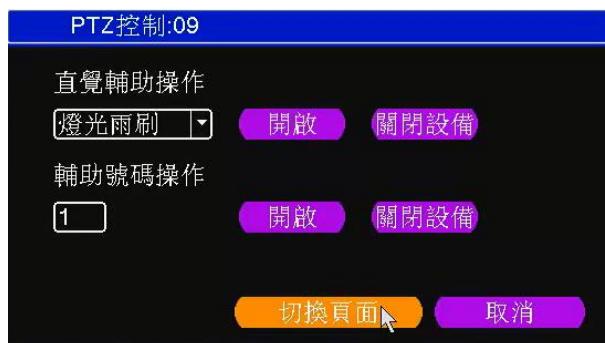 PTZ控制:09
直覺輔助操作
燈光雨刷 開啟 關閉設備
輔助號碼操作
1 開啟 關閉設備
切換頁面 取消